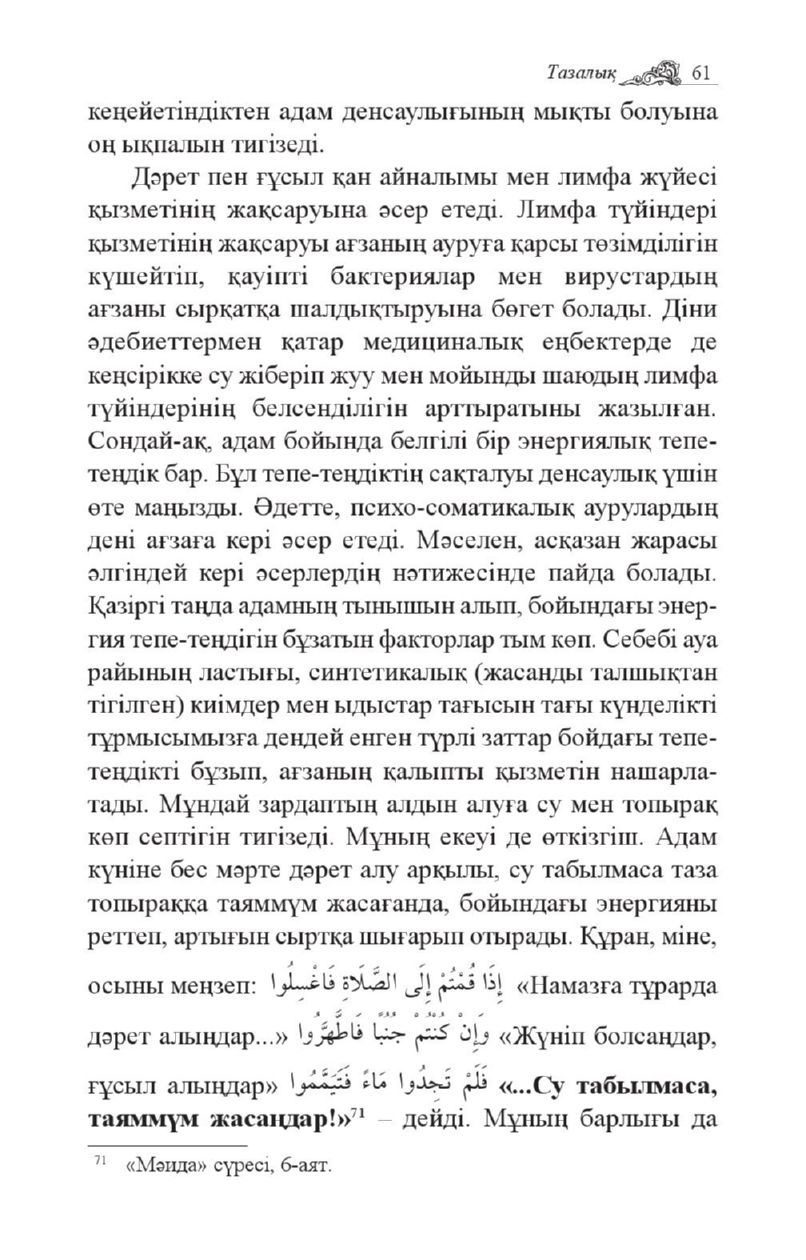 Тазалық 61
кеңейетіндіктен адам денсаулығының мықты болуына
оң ықпалын тигізеді.
Дәрет пен ғұсыл қан айналымы мен лимфа жүйесі
қызметінің жақсаруына әсер етеді. Лимфа түйіндері
қызметінің жақсаруы ағзаның ауруға қарсы төзімділігін
күшейтіп, қауіпті бактериялар мен вирустардың
ағзаны сырқатқа шалдықтыруына бөгет болады. Діни
әдебиеттермен қатар медициналық еңбектерде де
кеңсірікке су жіберіп жуу мен мойынды шаюдың лимфа
түйіндерінің белсенділігін арттыратыны жазылған.
Сондай-ақ, адам бойында белгілі бір энергиялық тепе-
теңдік бар. Бұл тепе-теңдіктің сақталуы денсаулық үшін
өте маңызды. Әдетте, психо-соматикалық аурулардың
дені ағзаға кері әсер етеді. Мәселен, асқазан жарасы
әлгіндей кері әсерлердің нәтижесінде пайда болады.
Қазіргі таңда адамның тынышын алып, бойындағы энер-
гия тепе-теңдігін бұзатын факторлар тым көп. Себебі ауа
райының ластығы, синтетикалық (жасанды талшықтан
тігілген) киімдер мен ыдыстар тағысын тағы күнделікті
тұрмысымызға дендей енген түрлі заттар бойдағы тепе-
теңдікті бұзып, ағзаның қалыпты қызметін нашарла-
тады. Мұндай зардаптың алдын алуға су мен топырақ
көп септігін тигізеді. Мұның екеуі де өткізгіш. Адам
күніне бес мәрте дәрет алу арқылы, су табылмаса таза
топыраққа таяммүм жасағанда, бойындағы энергияны
реттеп, артығын сыртқа шығарып отырады. Құран, міне,
осыны меңзеп: إِذَا قُمْتُمْ إِلَى الصَّلَاةِ فَاغْسِلُوا «Намазға тұрарда
дәрет алыңдар...» وَإِنْ كُنْتُمْ جُنُبًا فَاطَّهَّرُوا «Жүніп болсаңдар,
ғұсыл алыңдар» فَلَمْ تَجِدُوا مَاءً فَتَيَمَّمُوا «...Су табылмаса,
таяммүм жасаңдар!»⁷¹ – дейді. Мұның барлығы да
⁷¹ «Мәида» сүресі, 6-аят.